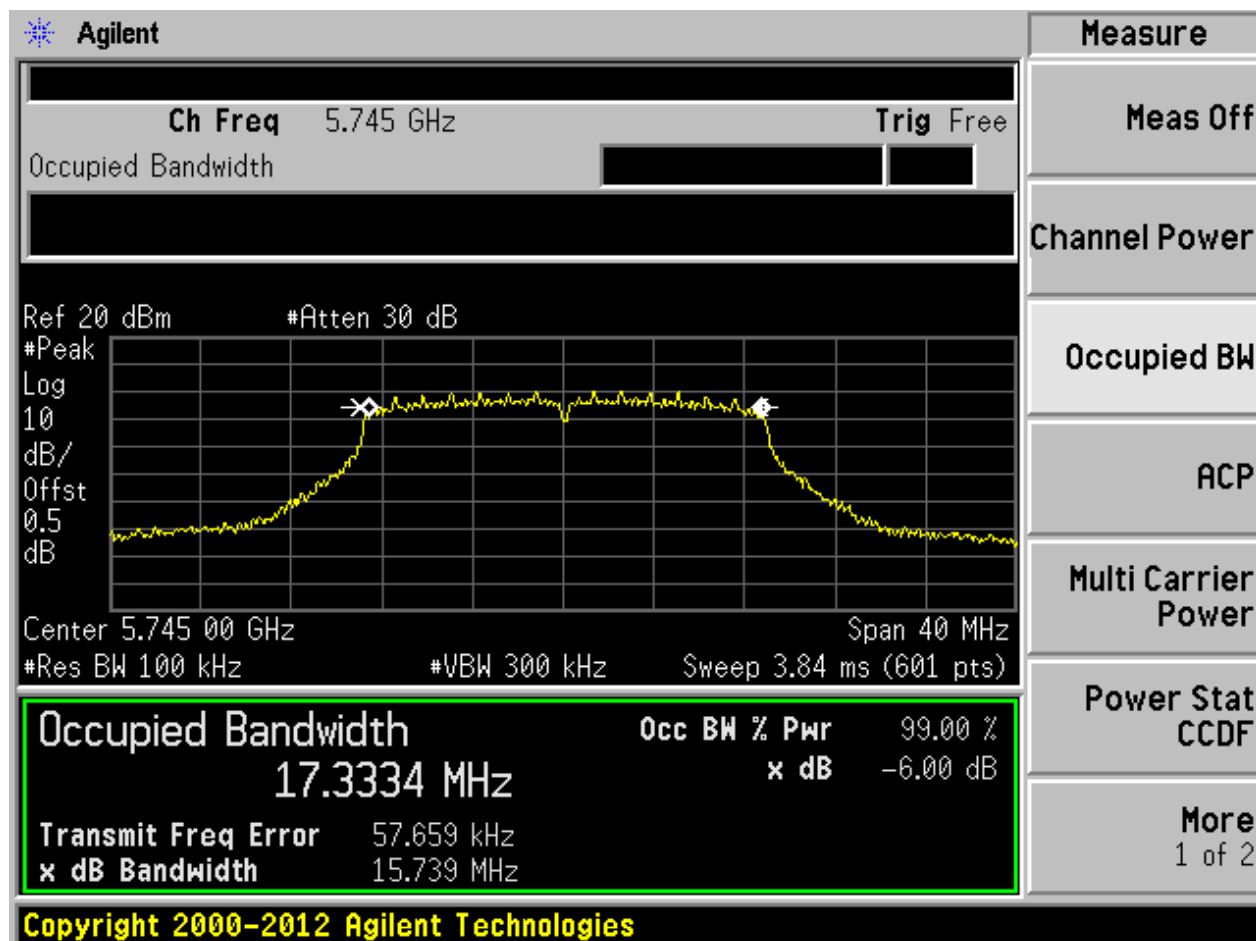 Agilent
Measure
Ch Freq 5.745 GHz Trig Free
Meas Off
Occupied Bandwidth
Channel Power
Ref 20 dBm #Atten 30 dB
#Peak
Log
10
dB/
Offst
0.5
dB
Occupied BW
ACP
Center 5.745 00 GHz Span 40 MHz
#Res BW 100 kHz #VBW 300 kHz Sweep 3.84 ms (601 pts)
Multi Carrier
Power
Occupied Bandwidth Occ BW % Pwr 99.00 %
17.3334 MHz x dB -6.00 dB
Transmit Freq Error 57.659 kHz
x dB Bandwidth 15.739 MHz
Power Stat
CCDF
More
1 of 2
Copyright 2000-2012 Agilent Technologies